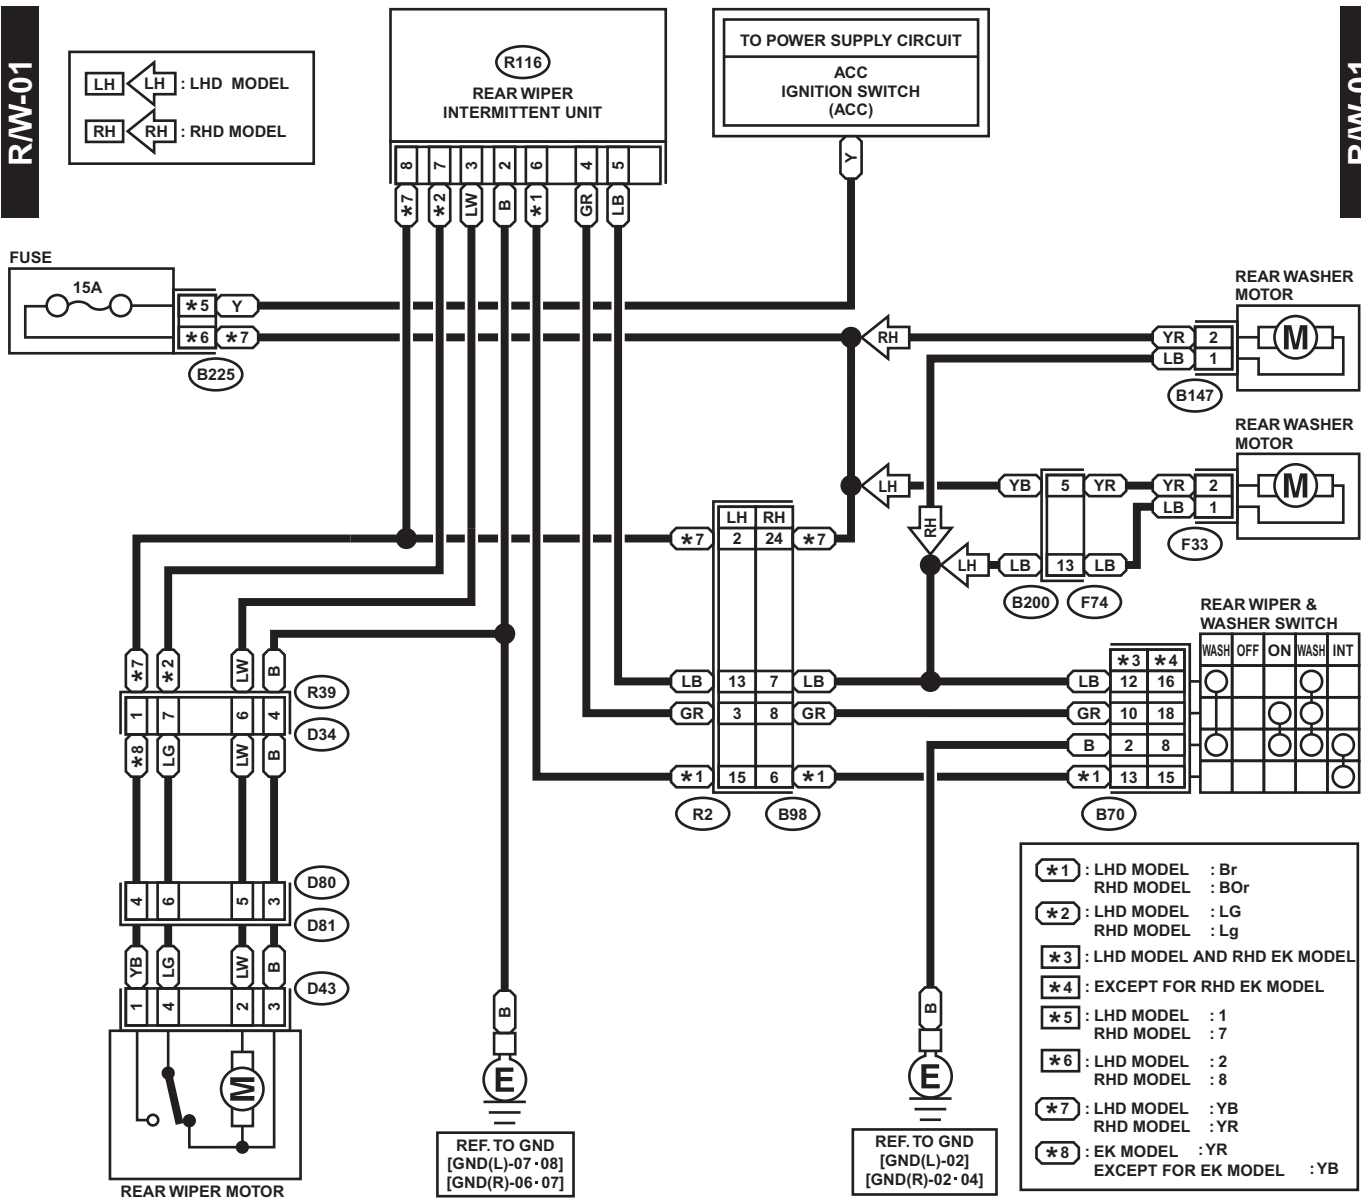 R/W-01
R/W-01
LH LH : LHD MODEL
RH RH : RHD MODEL
R116
REAR WIPER
INTERMITTENT UNIT
8 7 3 2 6 4 5
*7 *2 LW B *1 GR LB
TO POWER SUPPLY CIRCUIT
ACC
IGNITION SWITCH
(ACC)
Y
FUSE
15A
*5 Y
*6 *7
B225
REAR WASHER
MOTOR
RH YR 2 M
LB 1
B147
REAR WASHER
MOTOR
LH YB 5 YR YR 2 M
LB 1
F33
RH
LH LB 13 LB
B200 F74
LH RH
*7 2 24 *7
LB 13 7 LB
GR 3 8 GR
*1 15 6 *1
R2 B98
REAR WIPER &
WASHER SWITCH
WASH OFF ON WASH INT
*3 *4
LB 12 16
GR 10 18
B 2 8
*1 13 15
B70
*7 *2 LW B
R39
1 7 6 4
D34
*8 LG LW B
D80
4 6 5 3
D81
YB LG LW B
D43
1 4 2 3
M
REAR WIPER MOTOR
B
E
REF. TO GND
[GND(L)-07·08]
[GND(R)-06·07]
B
E
REF. TO GND
[GND(L)-02]
[GND(R)-02·04]
*1 : LHD MODEL : Br
RHD MODEL : BOr
*2 : LHD MODEL : LG
RHD MODEL : Lg
*3 : LHD MODEL AND RHD EK MODEL
*4 : EXCEPT FOR RHD EK MODEL
*5 : LHD MODEL : 1
RHD MODEL : 7
*6 : LHD MODEL : 2
RHD MODEL : 8
*7 : LHD MODEL : YB
RHD MODEL : YR
*8 : EK MODEL : YR
EXCEPT FOR EK MODEL : YB